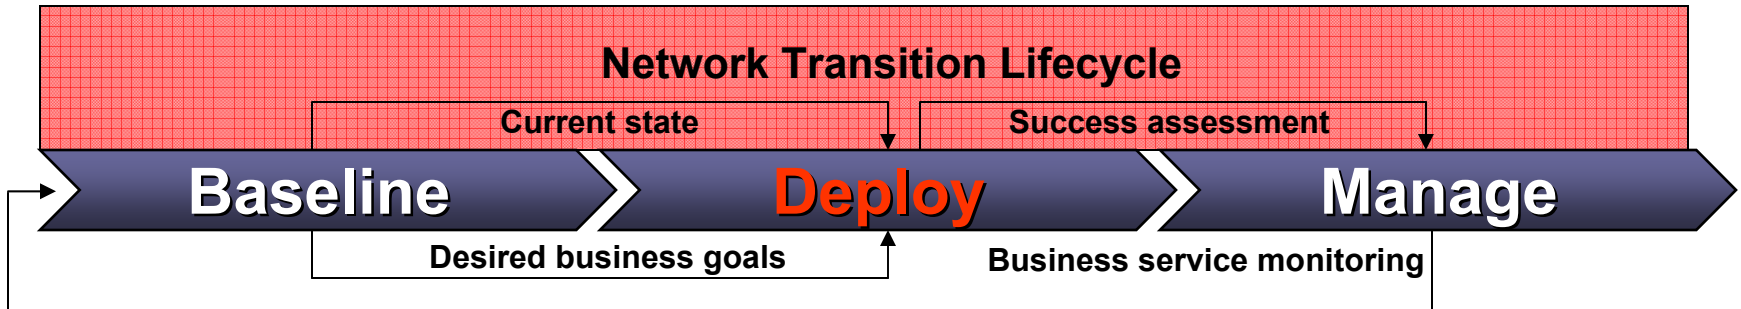 Network Transition Lifecycle
Current state
Success assessment
Baseline
Deploy
Manage
Desired business goals
Business service monitoring